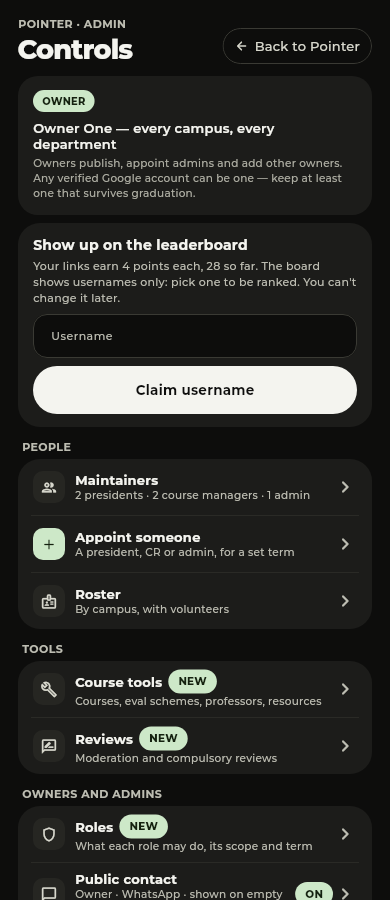 POINTER · ADMIN
Controls
← Back to Pointer
OWNER
Owner One — every campus, every
department
Owners publish, appoint admins and add other owners.
Any verified Google account can be one — keep at least
one that survives graduation.
Show up on the leaderboard
Your links earn 4 points each, 28 so far. The board
shows usernames only: pick one to be ranked. You can't
change it later.
Username
Claim username
PEOPLE
Maintainers
2 presidents · 2 course managers · 1 admin
Appoint someone
A president, CR or admin, for a set term
Roster
By campus, with volunteers
TOOLS
Course tools NEW
Courses, eval schemes, professors, resources
Reviews NEW
Moderation and compulsory reviews
OWNERS AND ADMINS
Roles NEW
What each role may do, its scope and term
Public contact
Owner · WhatsApp · shown on empty ON